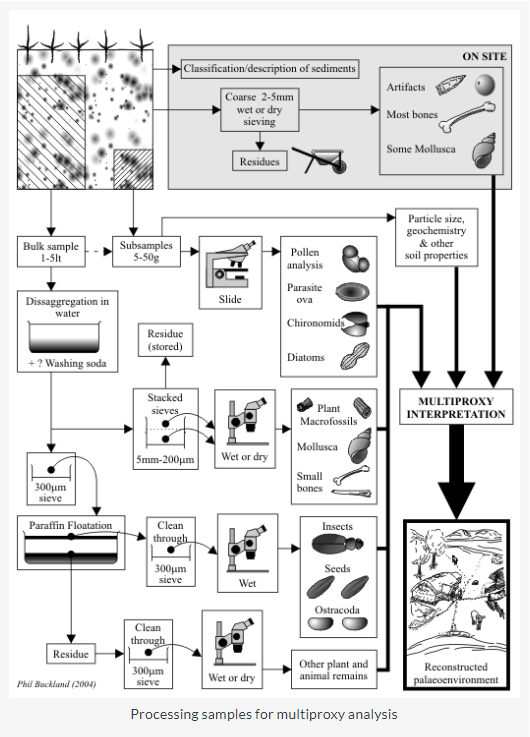 ON SITE
Classification/description of sediments
Coarse 2-5mm
wet or dry
sieving
Residues
Artifacts
Most bones
Some Mollusca
Bulk sample
1-5lt
Subsamples
5-50g
Slide
Pollen
analysis
Parasite
ova
Chironomids
Diatoms
Particle size,
geochemistry
& other
soil properties
Dissaggregation in
water
+ ? Washing soda
Residue
(stored)
Stacked
sieves
5mm-200µm
Wet or dry
Plant
Macrofossils
Mollusca
Small
bones
MULTIPROXY
INTERPRETATION
300µm
sieve
Paraffin Floatation
Clean
through
300µm
sieve
Wet
Insects
Seeds
Ostracoda
Residue
Clean
through
300µm
sieve
Wet or dry
Other plant and
animal remains
Reconstructed
palaeoenvironment
Phil Buckland (2004)
Processing samples for multiproxy analysis